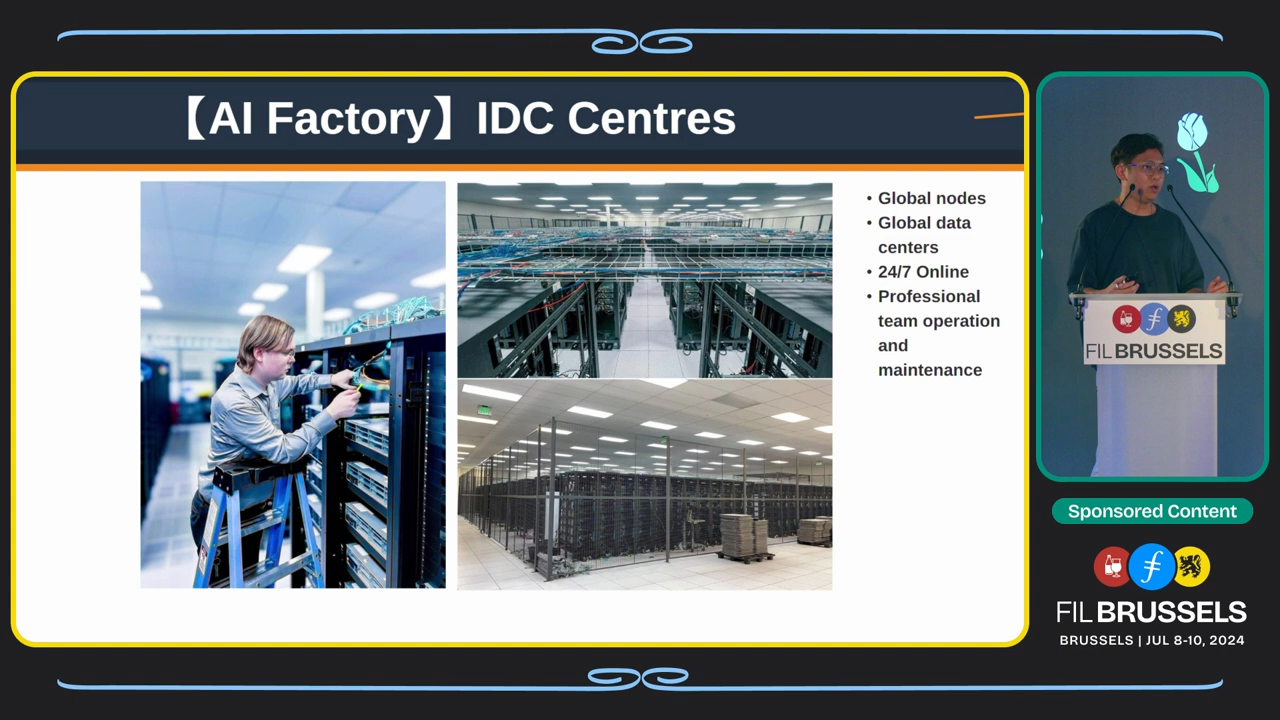 【AI Factory】IDC Centres
• Global nodes
• Global data
centers
• 24/7 Online
• Professional
team operation
and
maintenance
FIL BRUSSELS
Sponsored Content
FIL BRUSSELS
BRUSSELS | JUL 8-10, 2024